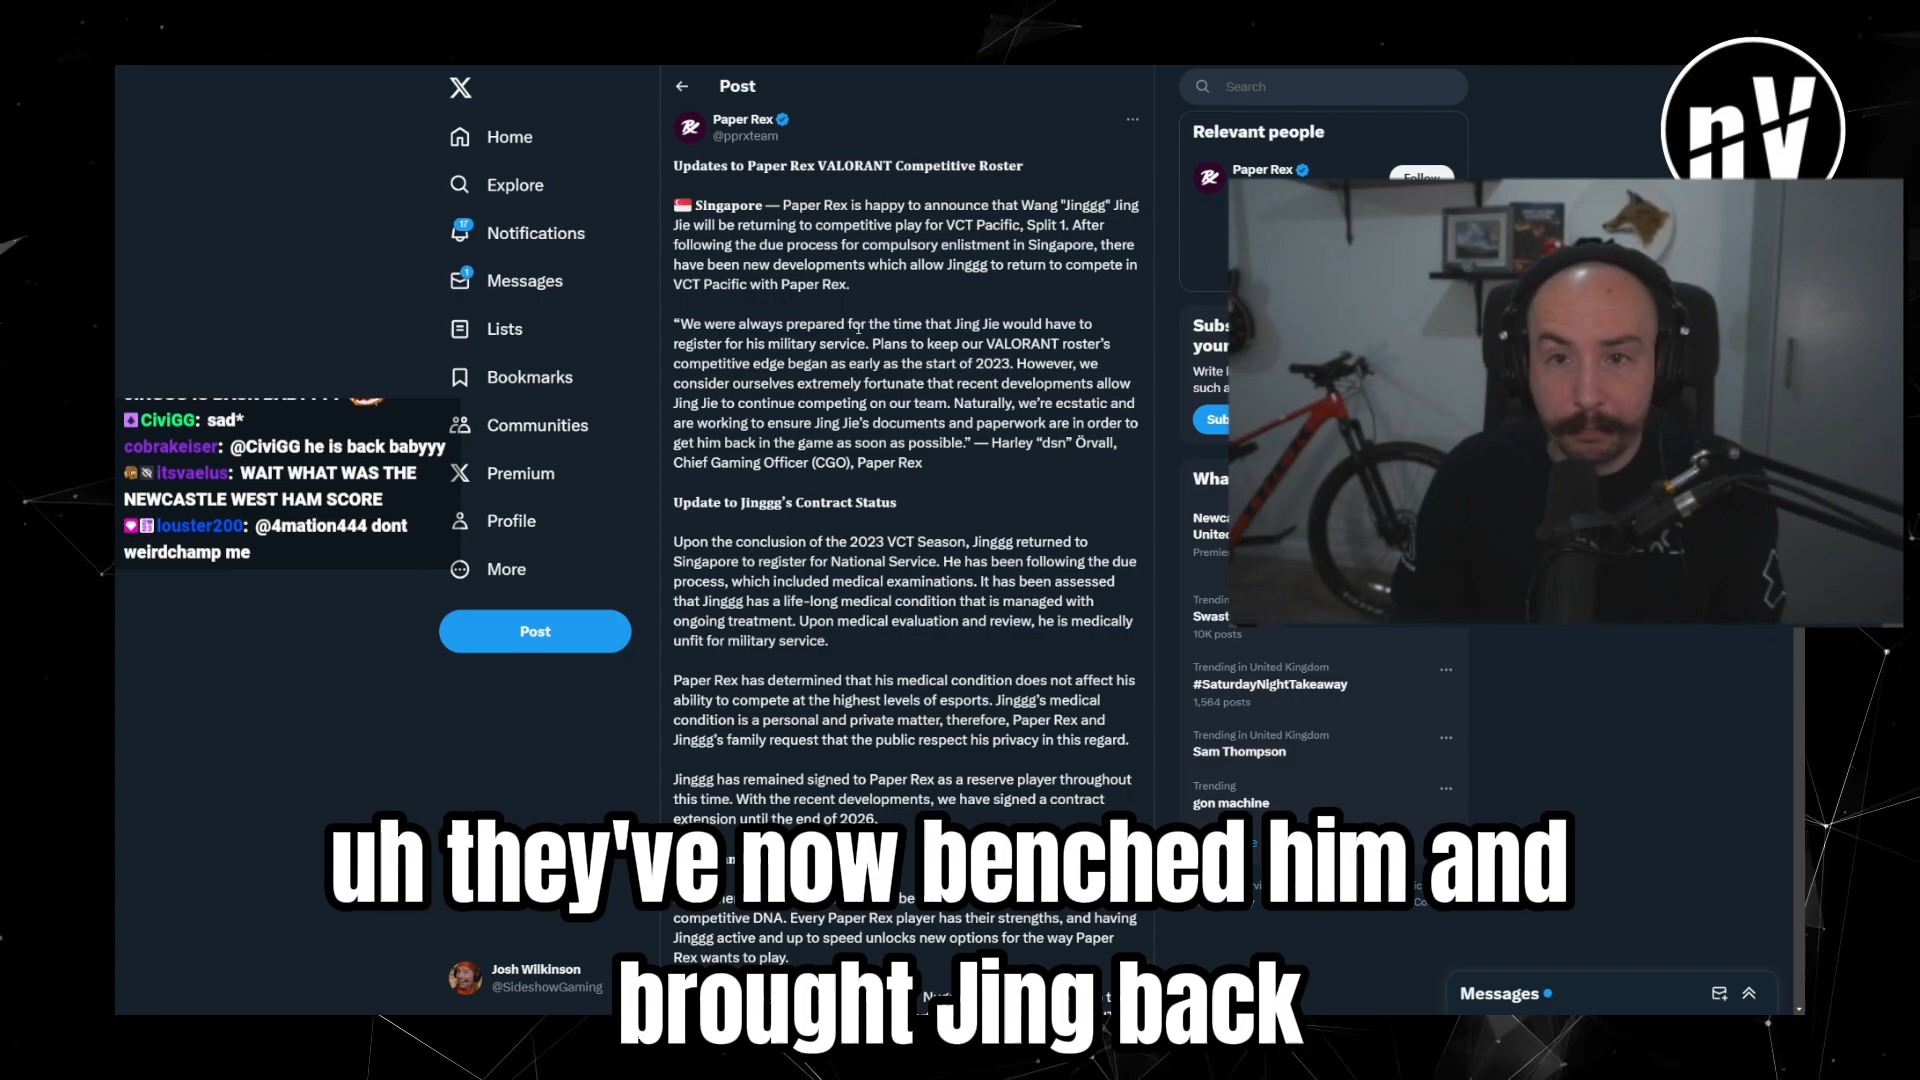 nV
Post
Search
Home
Explore
17
Notifications
1
Messages
Lists
Bookmarks
Communities
Premium
Profile
More
Post
Josh Wilkinson
@SideshowGaming
CiviGG: sad*
cobrakeiser: @CiviGG he is back babyyy
itsvaelus: WAIT WHAT WAS THE
NEWCASTLE WEST HAM SCORE
louster200: @4mation444 dont
weirdchamp me
Paper Rex
@pprxteam
Updates to Paper Rex VALORANT Competitive Roster
Singapore — Paper Rex is happy to announce that Wang "Jinggg" Jing
Jie will be returning to competitive play for VCT Pacific, Split 1. After
following the due process for compulsory enlistment in Singapore, there
have been new developments which allow Jinggg to return to compete in
VCT Pacific with Paper Rex.
“We were always prepared for the time that Jing Jie would have to
register for his military service. Plans to keep our VALORANT roster’s
competitive edge began as early as the start of 2023. However, we
consider ourselves extremely fortunate that recent developments allow
Jing Jie to continue competing on our team. Naturally, we’re ecstatic and
are working to ensure Jing Jie’s documents and paperwork are in order to
get him back in the game as soon as possible.” — Harley “dsn” Örvall,
Chief Gaming Officer (CGO), Paper Rex
Update to Jinggg’s Contract Status
Upon the conclusion of the 2023 VCT Season, Jinggg returned to
Singapore to register for National Service. He has been following the due
process, which included medical examinations. It has been assessed
that Jinggg has a life-long medical condition that is managed with
ongoing treatment. Upon medical evaluation and review, he is medically
unfit for military service.
Paper Rex has determined that his medical condition does not affect his
ability to compete at the highest levels of esports. Jinggg’s medical
condition is a personal and private matter, therefore, Paper Rex and
Jinggg’s family request that the public respect his privacy in this regard.
Jinggg has remained signed to Paper Rex as a reserve player throughout
this time. With the recent developments, we have signed a contract
extension until the end of 2026.
competitive DNA. Every Paper Rex player has their strengths, and having
Jinggg active and up to speed unlocks new options for the way Paper
Rex wants to play.
Relevant people
Paper Rex
Follow
Subs
your
Write l
such a
Sub
Wha
Newca
United
Premie
Trendin
Swast
10K posts
Trending in United Kingdom
#SaturdayNightTakeaway
1,564 posts
Trending in United Kingdom
Sam Thompson
Trending
gon machine
Messages
uh they've now benched him and
brought Jing back